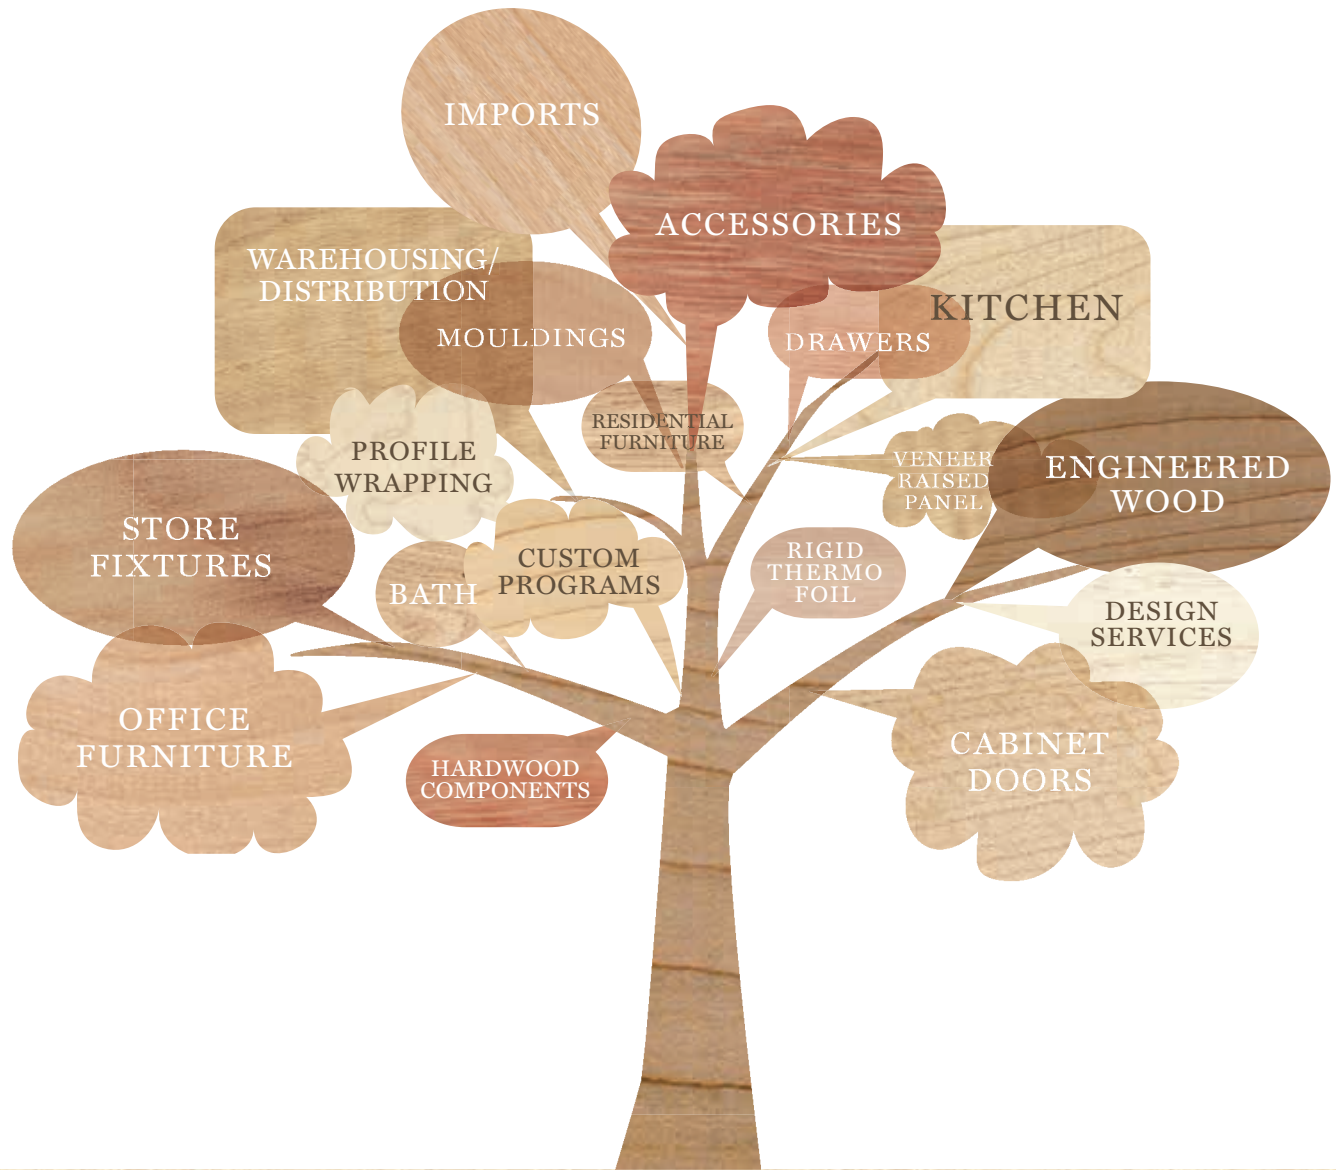 IMPORTS
ACCESSORIES
WAREHOUSING/
DISTRIBUTION
KITCHEN
MOULDINGS
DRAWERS
RESIDENTIAL
FURNITURE
PROFILE
WRAPPING
VENEER
RAISED
PANEL
ENGINEERED
WOOD
STORE
FIXTURES
BATH
CUSTOM
PROGRAMS
RIGID
THERMO
FOIL
DESIGN
SERVICES
OFFICE
FURNITURE
HARDWOOD
COMPONENTS
CABINET
DOORS